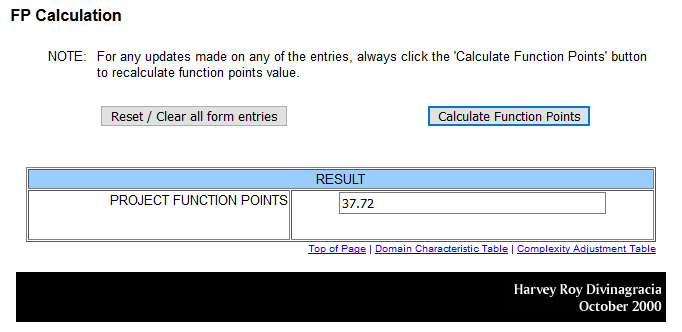 FP Calculation
NOTE: For any updates made on any of the entries, always click the 'Calculate Function Points' button
to recalculate function points value.
Reset / Clear all form entries
Calculate Function Points
RESULT
PROJECT FUNCTION POINTS
37.72
Top of Page | Domain Characteristic Table | Complexity Adjustment Table
Harvey Roy Divinagracia
October 2000